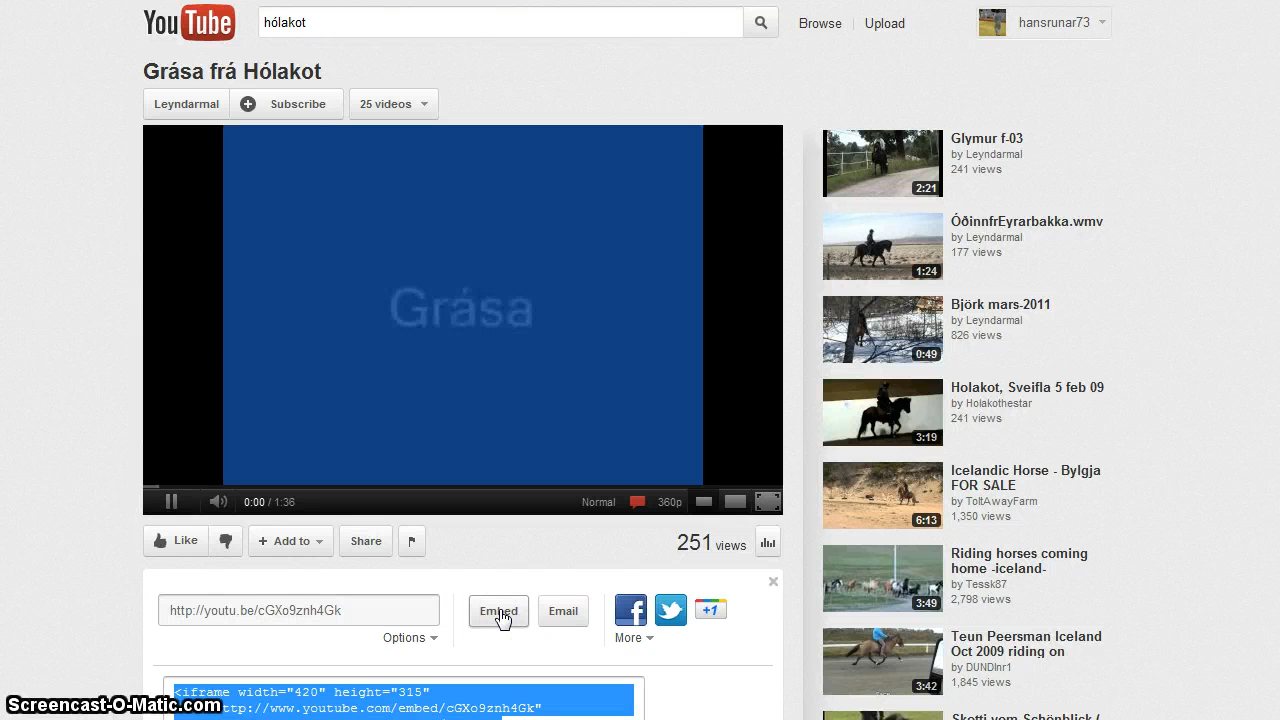 YouTube
hólakot
Browse
Upload
hansrunar73
Grása frá Hólakot
Leyndarmal
Subscribe
25 videos
Grása
0:00 / 1:36
Normal
360p
Like
Add to
Share
251 views
http://youtu.be/cGXo9znh4Gk
Options
Embed
Email
+1
More
<iframe width="420" height="315"
http://www.youtube.com/embed/cGXo9znh4Gk"
Screencast-O-Matic.com
2:21
Glymur f-03
by Leyndarmal
241 views
1:24
ÓðinnfrEyrarbakka.wmv
by Leyndarmal
177 views
0:49
Björk mars-2011
by Leyndarmal
826 views
3:19
Holakot, Sveifla 5 feb 09
by Holakothestar
241 views
6:13
Icelandic Horse - Bylgja
FOR SALE
by ToltAwayFarm
1,350 views
3:49
Riding horses coming
home -iceland-
by Tessk87
2,798 views
3:42
Teun Peersman Iceland
Oct 2009 riding on
by DUNDInr1
1,845 views
Skotti vom Schönblick (